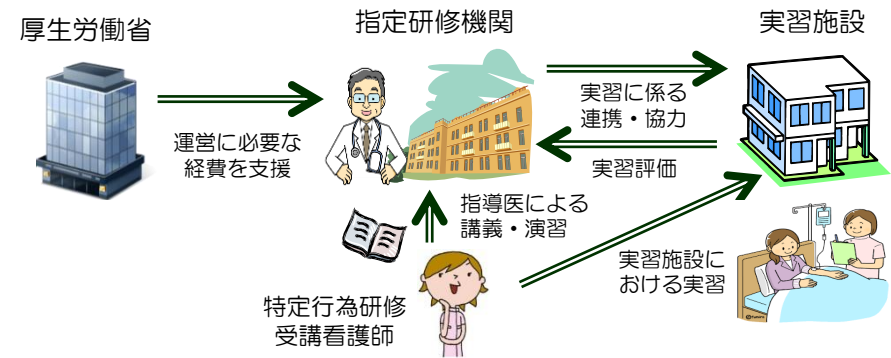 厚生労働省
指定研修機関
実習施設
運営に必要な
経費を支援
実習に係る
連携・協力
実習評価
指導医による
講義・演習
実習施設に
おける実習
特定行為研修
受講看護師